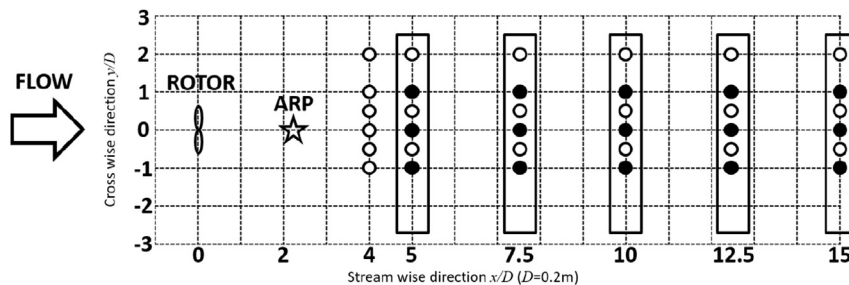 FLOW
Cross wise direction y/D
3
2
1
0
-1
-2
-3
ROTOR
ARP
0 2 4 5 7.5 10 12.5 15
Stream wise direction x/D (D=0.2m)